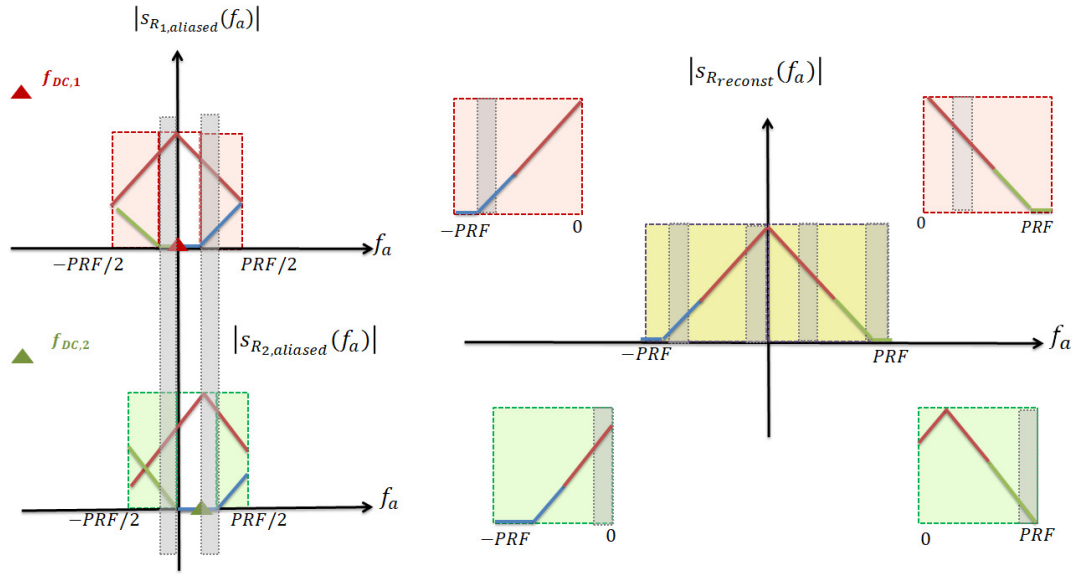 |s_{R_{1,aliased}}(f_a)|
f_{DC,1}
f_a
−PRF/2
PRF/2
f_{DC,2}
|s_{R_{2,aliased}}(f_a)|
f_a
−PRF/2
PRF/2
|s_{R_{reconst}}(f_a)|
−PRF
0
0
PRF
−PRF
PRF
f_a
−PRF
0
0
PRF